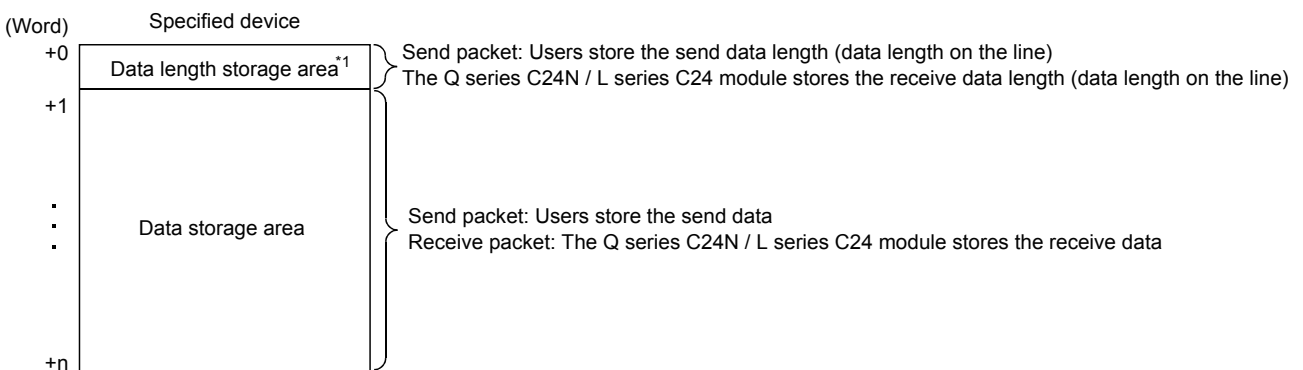 (Word) Specified device
+0 Data length storage area*1 Send packet: Users store the send data length (data length on the line)
The Q series C24N / L series C24 module stores the receive data length (data length on the line)
+1
Data storage area
Send packet: Users store the send data
Receive packet: The Q series C24N / L series C24 module stores the receive data
+n